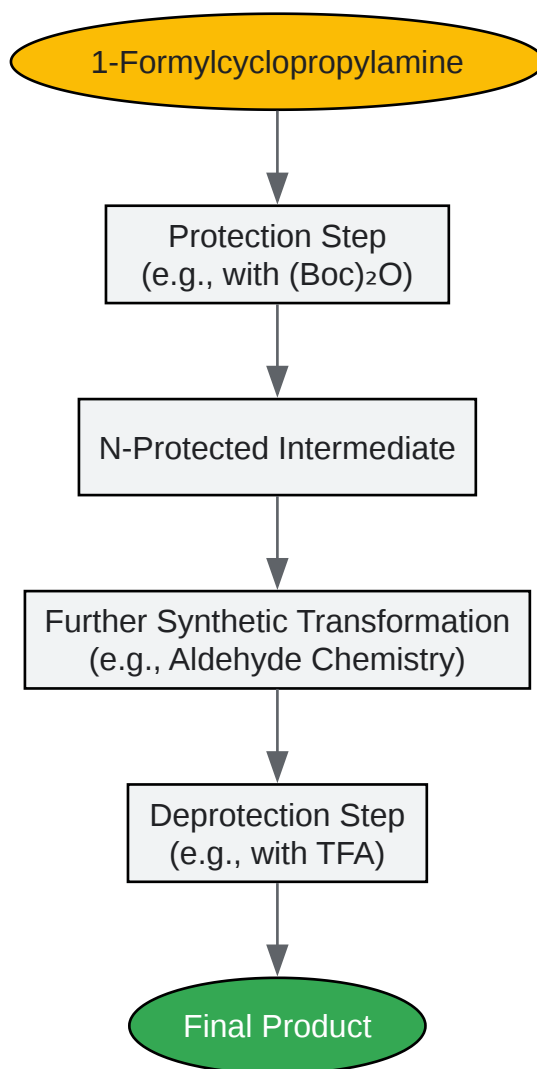 1-Formylcyclopropylamine
Protection Step
(e.g., with (Boc)₂O)
N-Protected Intermediate
Further Synthetic Transformation
(e.g., Aldehyde Chemistry)
Deprotection Step
(e.g., with TFA)
Final Product